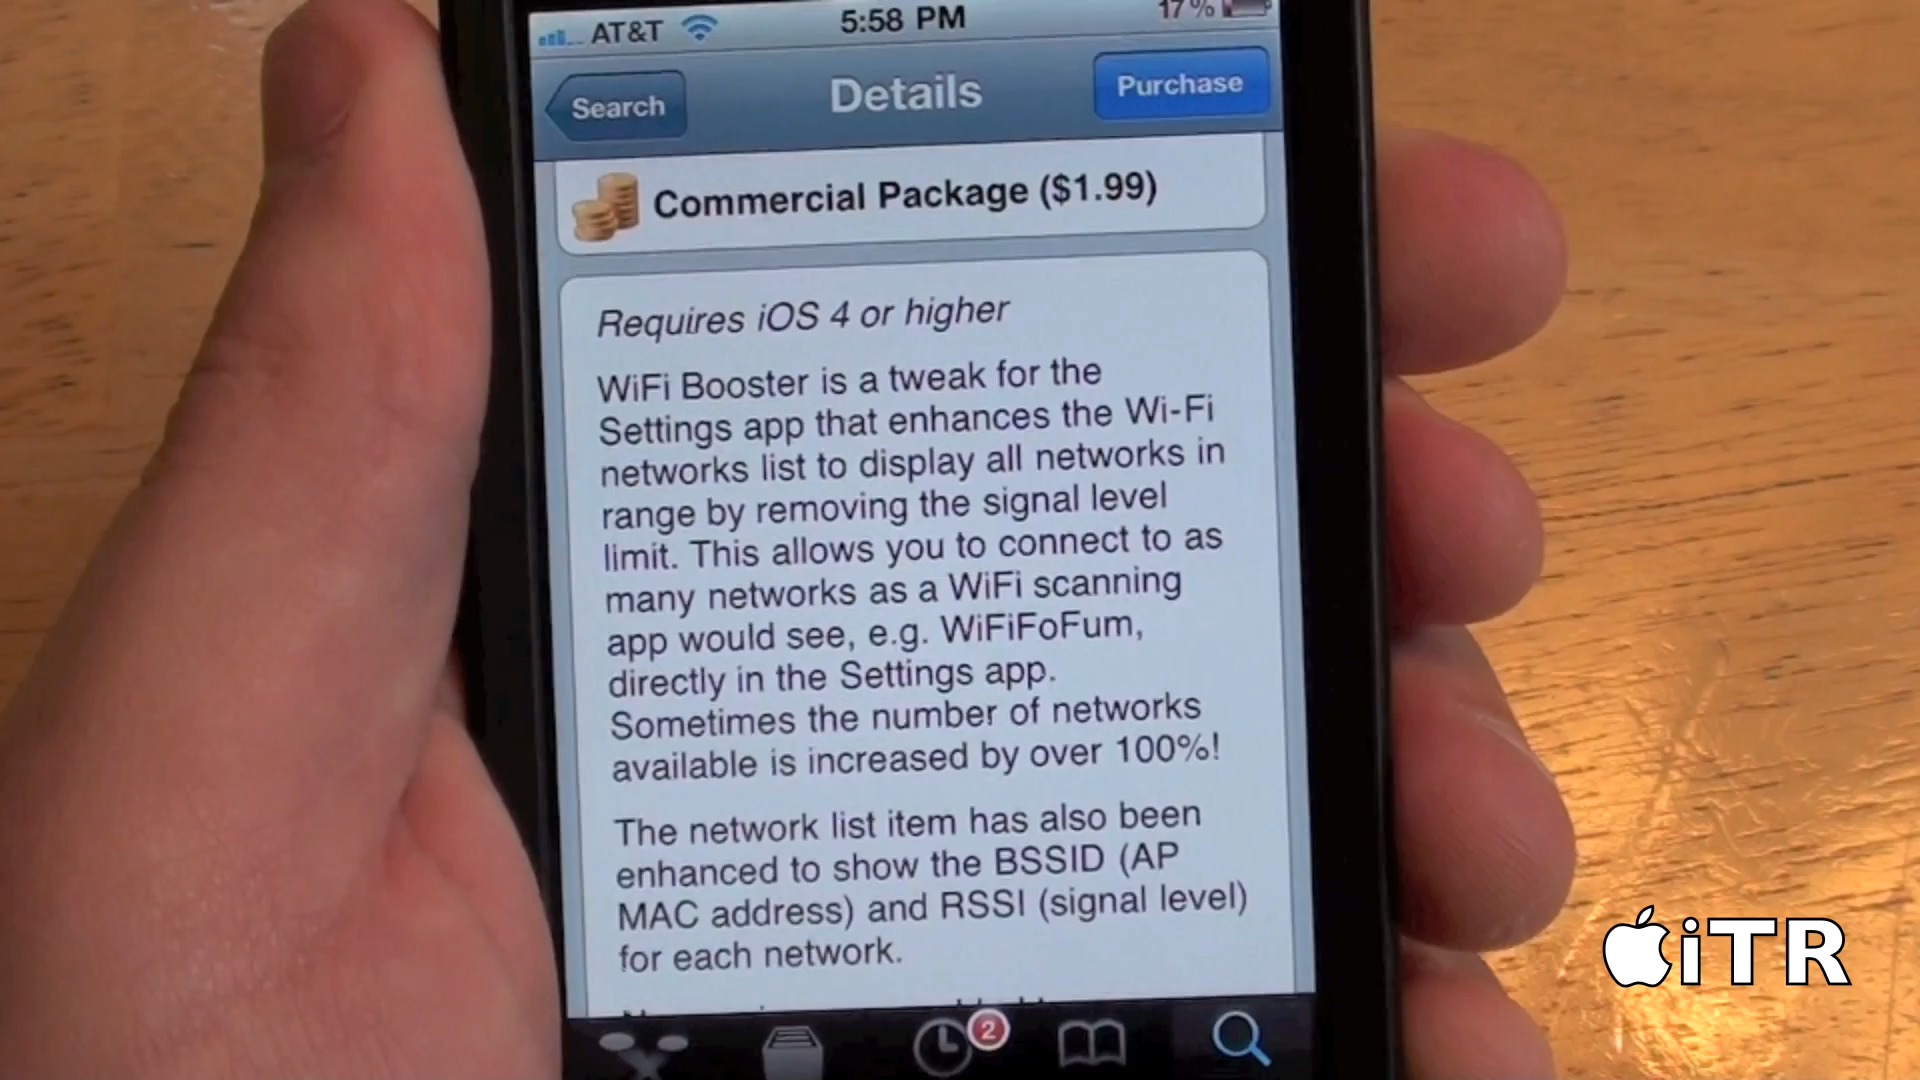 AT&T 5:58 PM 17%
Search Details Purchase
Commercial Package ($1.99)
Requires iOS 4 or higher
WiFi Booster is a tweak for the
Settings app that enhances the Wi-Fi
networks list to display all networks in
range by removing the signal level
limit. This allows you to connect to as
many networks as a WiFi scanning
app would see, e.g. WiFiFoFum,
directly in the Settings app.
Sometimes the number of networks
available is increased by over 100%!
The network list item has also been
enhanced to show the BSSID (AP
MAC address) and RSSI (signal level)
for each network.
2
iTR